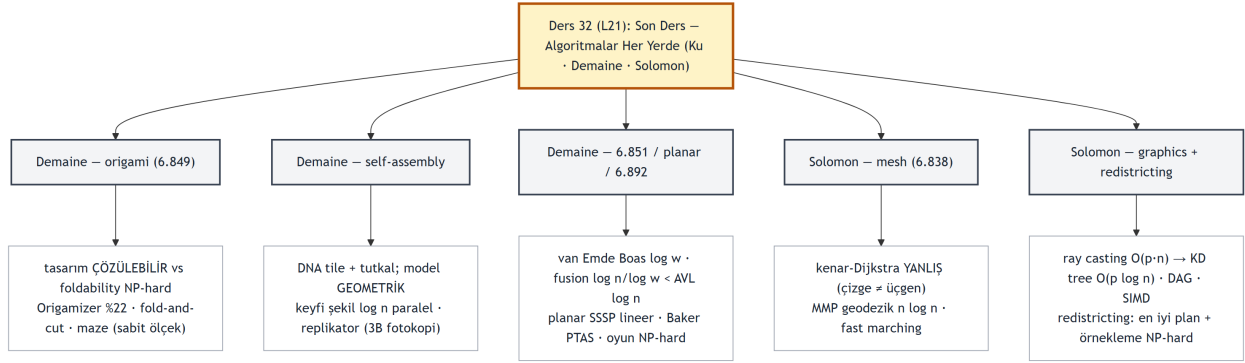 Ders 32 (L21): Son Ders —
Algoritmalar Her Yerde (Ku
· Demaine · Solomon)
Demaine — origami (6.849)
Demaine — self-assembly
Demaine — 6.851 / planar
/ 6.892
Solomon — mesh (6.838)
Solomon — graphics +
redistricting
tasarım ÇÖZÜLEBİLİR vs
foldability NP-hard
Origamizer %22 · fold-and-
cut · maze (sabit ölçek)
DNA tile + tutkal; model
GEOMETRİK
keyfi şekil log n paralel ·
replikator (3B fotokopi)
van Emde Boas log w ·
fusion log n/log w < AVL
log n
planar SSSP lineer · Baker
PTAS · oyun NP-hard
kenar-Dijkstra YANLIŞ
(çizge ≠ üçgen)
MMP geodezik n log n ·
fast marching
ray casting O(p·n) → KD
tree O(p log n) · DAG ·
SIMD
redistricting: en iyi plan +
örnekleme NP-hard